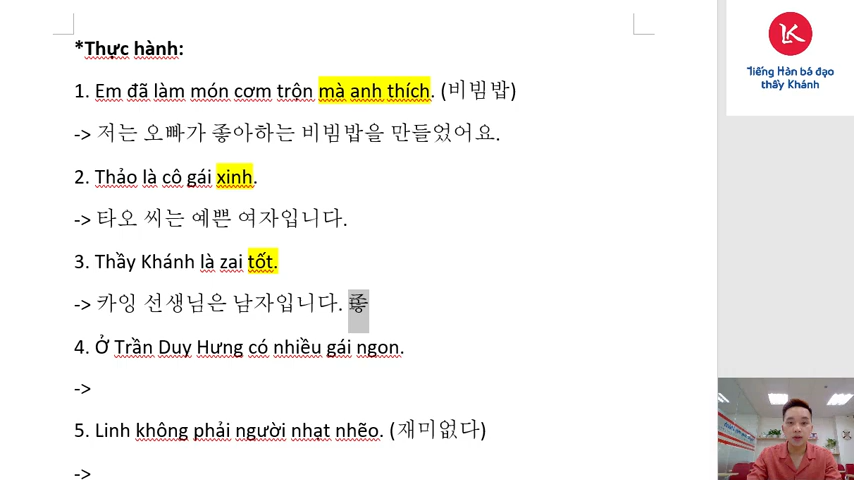 *Thực hành:
1. Em đã làm món cơm trộn mà anh thích. (비빔밥)
-> 저는 오빠가 좋아하는 비빔밥을 만들었어요.
2. Thảo là cô gái xinh.
-> 타오 씨는 예쁜 여자입니다.
3. Thầy Khánh là zai tốt.
-> 카잉 선생님은 남자입니다. 좋
4. Ở Trần Duy Hưng có nhiều gái ngon.
->
5. Linh không phải người nhạt nhẽo. (재미없다)
->
LK
Tiếng Hàn bá đạo
thầy Khánh